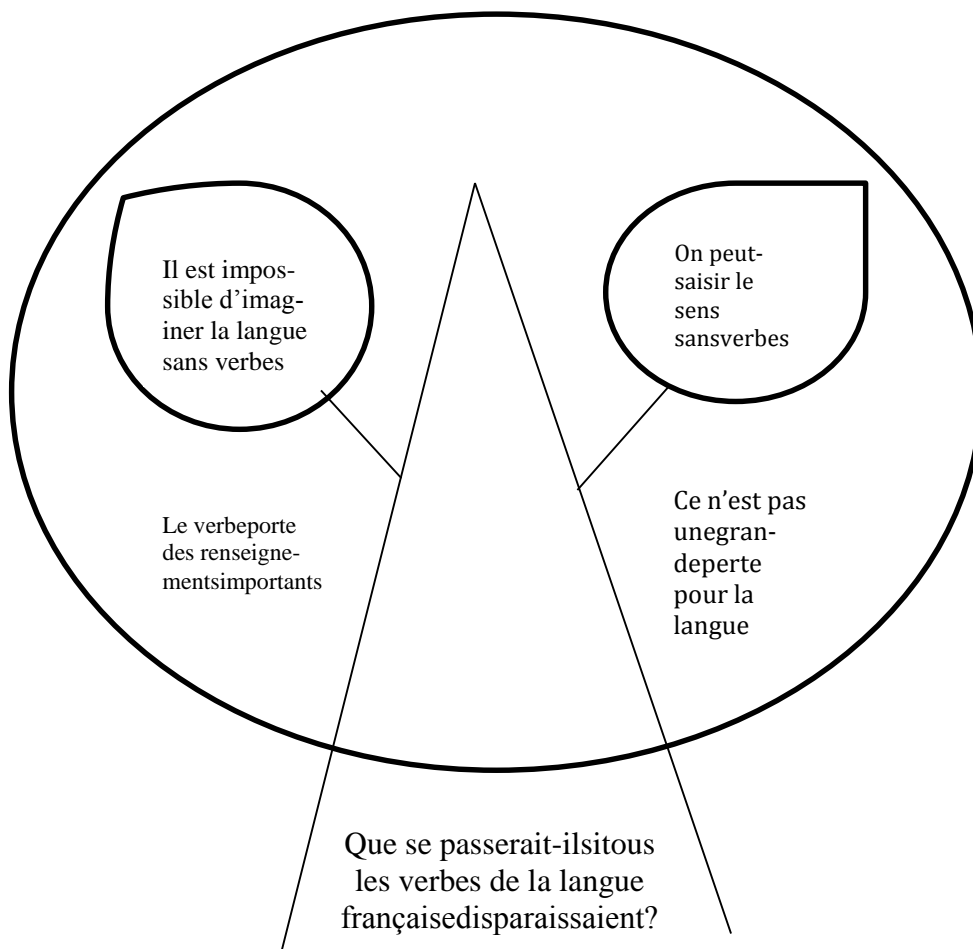 Il est impos-
sible d’imag-
iner la langue
sans verbes
On peut-
saisir le
sens
sansverbes
Le verbeporte
des renseigne-
mentsimportants
Ce n’est pas
unegran-
deperte
pour la
langue
Que se passerait-ilsitous
les verbes de la langue
françaisedisparaissaient?